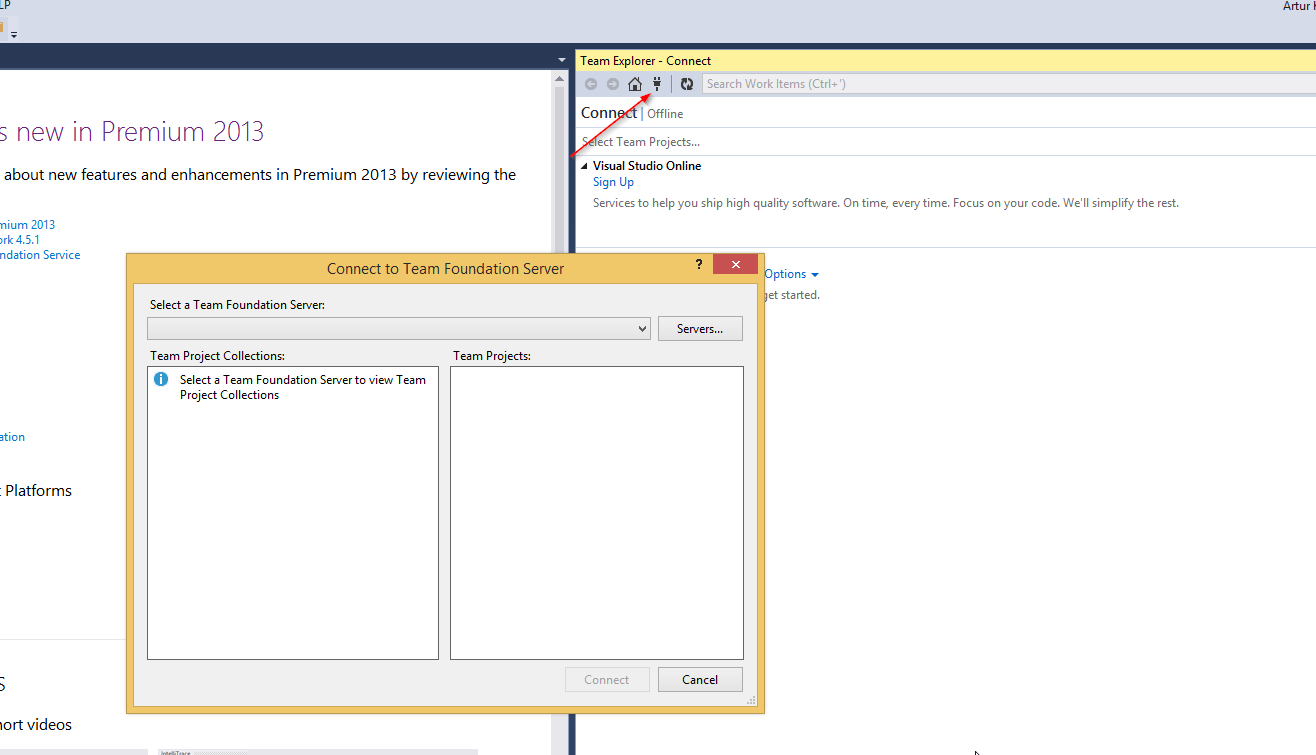 LP
Artur
Team Explorer - Connect
Search Work Items (Ctrl+')
Connect | Offline
Select Team Projects...
Visual Studio Online
Sign Up
Services to help you ship high quality software. On time, every time. Focus on your code. We'll simplify the rest.
s new in Premium 2013
about new features and enhancements in Premium 2013 by reviewing the
mium 2013
ork 4.5.1
ndation Service
Options
get started.
Connect to Team Foundation Server
?
Select a Team Foundation Server:
Servers...
Team Project Collections:
Team Projects:
Select a Team Foundation Server to view Team
Project Collections
ation
Platforms
Connect
Cancel
s
hort videos
IntelliTrace